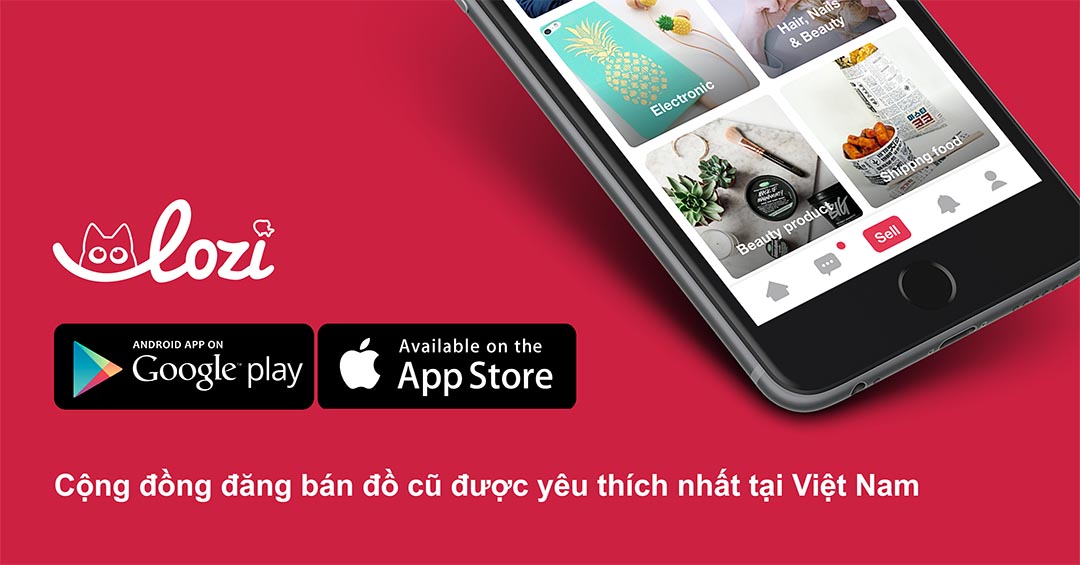 Hair, Nails
& Beauty
Electronic
Shippng food
Beauty product
Sell
lozi
ANDROID APP ON
Google play
Available on the
App Store
Cộng đồng đăng bán đồ cũ được yêu thích nhất tại Việt Nam